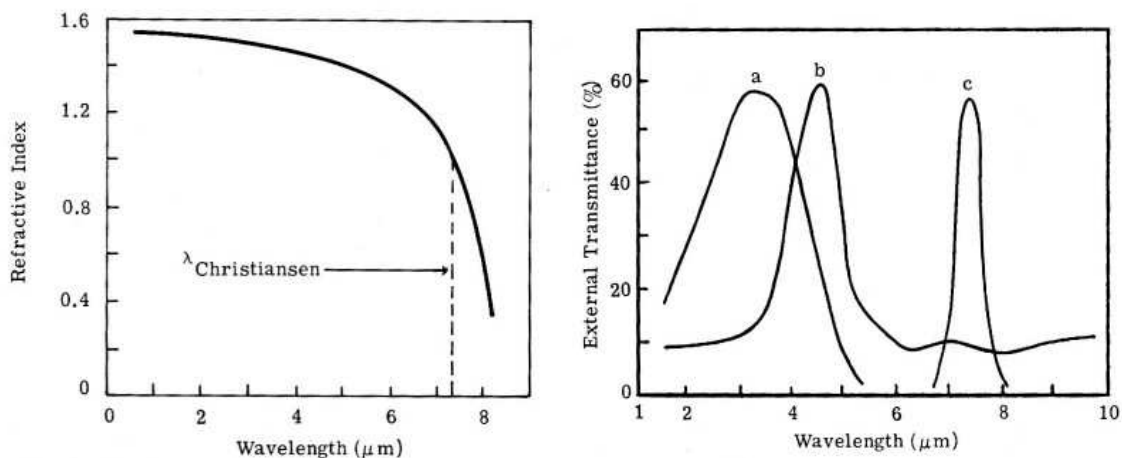 1.6
1.2
0.8
0.4
0
Refractive Index
λChristiansen
0 2 4 6 8
Wavelength (μm)
60
40
20
0
External Transmittance (%)
a b c
1 2 4 6 8 10
Wavelength (μm)